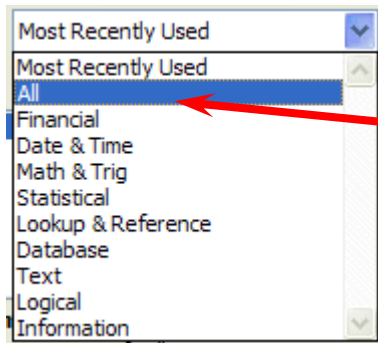 Most Recently Used
Most Recently Used
All
Financial
Date & Time
Math & Trig
Statistical
Lookup & Reference
Database
Text
Logical
Information